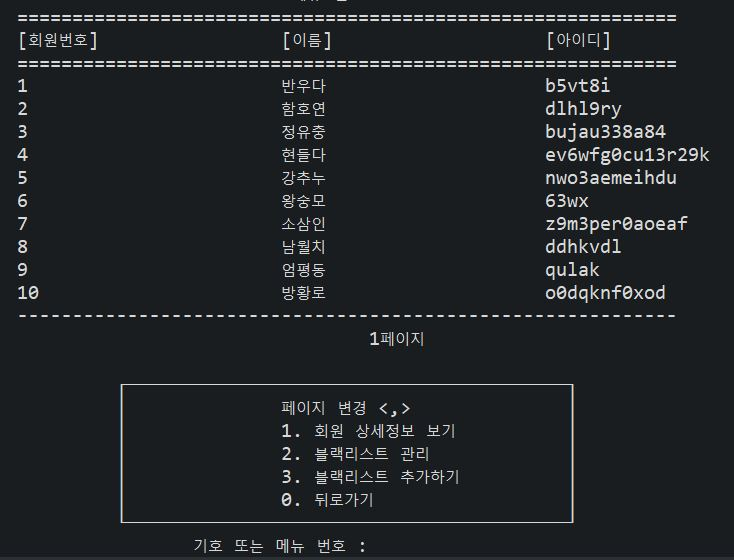 ============================================================
[회원번호] [이름] [아이디]
============================================================
1 반우다 b5vt8i
2 함호연 dlhl9ry
3 정유충 bujau338a84
4 현들다 ev6wfg0cu13r29k
5 강추누 nwo3aemeihdu
6 왕숭모 63wx
7 소삼인 z9m3per0aoeaf
8 남월치 ddhkvdl
9 엄평동 qulak
10 방황로 o0dqknf0xod
------------------------------------------------------------
1페이지
페이지 변경 <,>
1. 회원 상세정보 보기
2. 블랙리스트 관리
3. 블랙리스트 추가하기
0. 뒤로가기
기호 또는 메뉴 번호 :